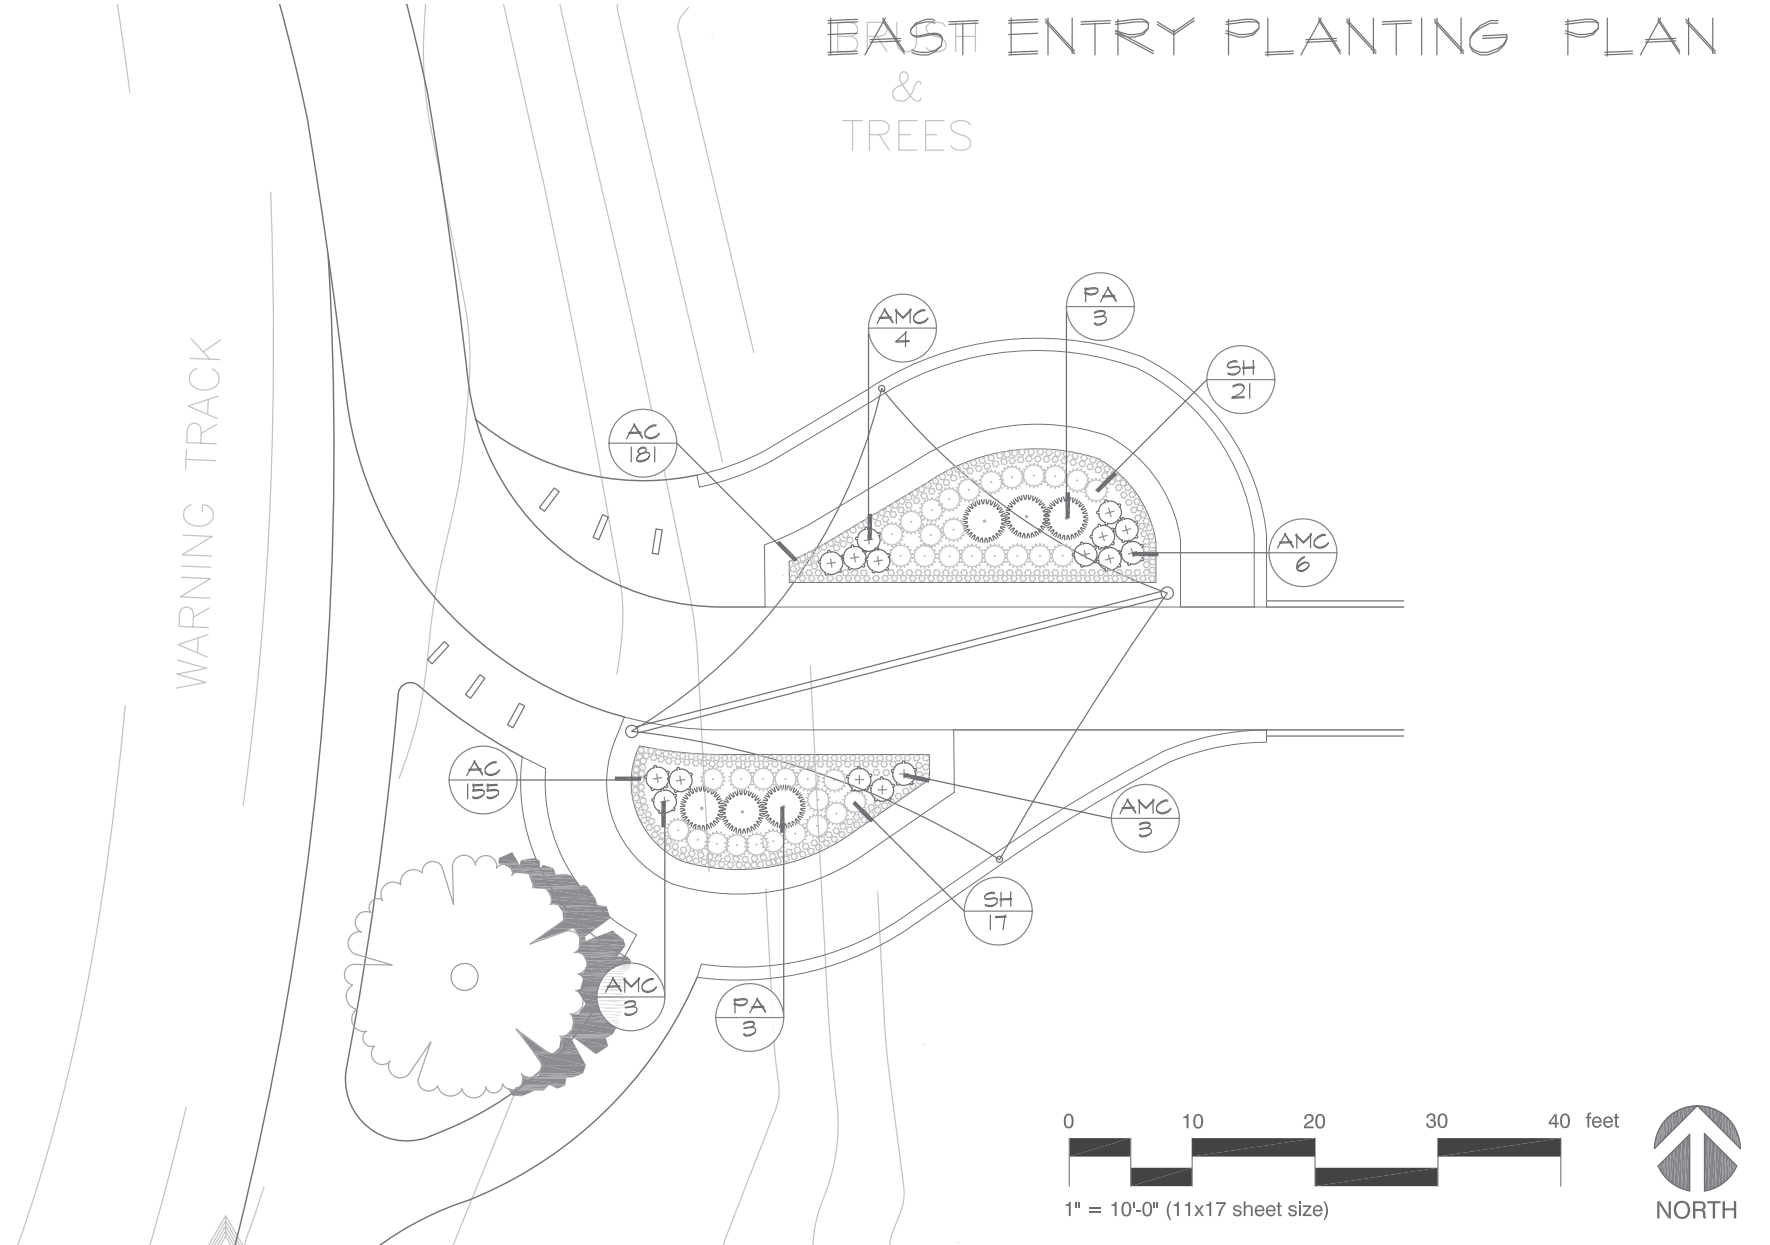 EAST ENTRY PLANTING PLAN
BRUSH
&
TREES
WARNING TRACK
PA
3
AMC
4
SH
21
AC
181
AMC
6
AC
155
AMC
3
SH
17
AMC
3
PA
3
0 10 20 30 40 feet
1" = 10'-0" (11x17 sheet size)
NORTH